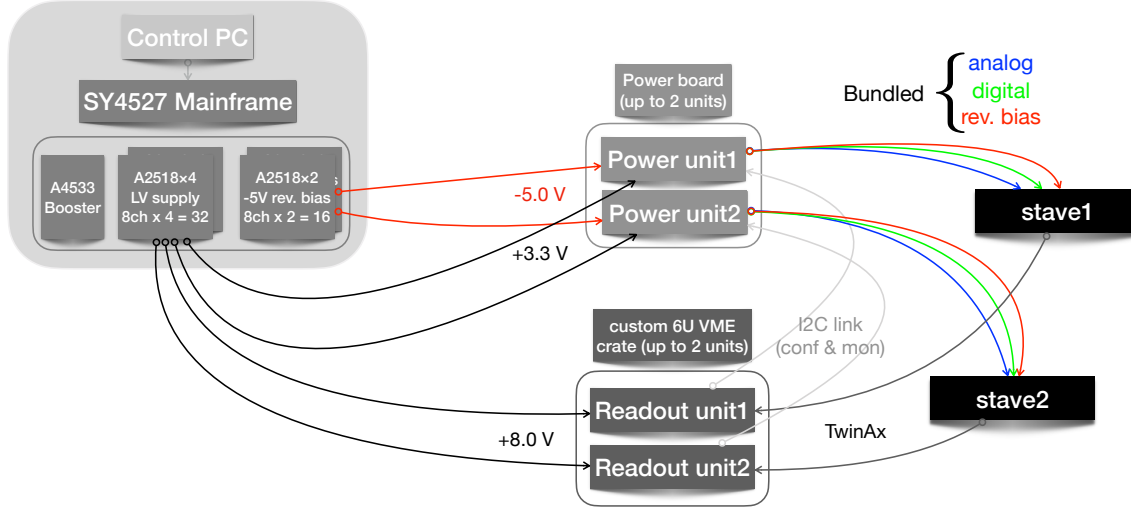 Control PC
SY4527 Mainframe
A4533
Booster
A2518×4
LV supply
8ch x 4 = 32
A2518×2
-5V rev. bias
8ch x 2 = 16
s
Power board
(up to 2 units)
Power unit1
Power unit2
-5.0 V
+3.3 V
+8.0 V
custom 6U VME
crate (up to 2 units)
Readout unit1
Readout unit2
I2C link
(conf & mon)
TwinAx
Bundled
analog
digital
rev. bias
stave1
stave2